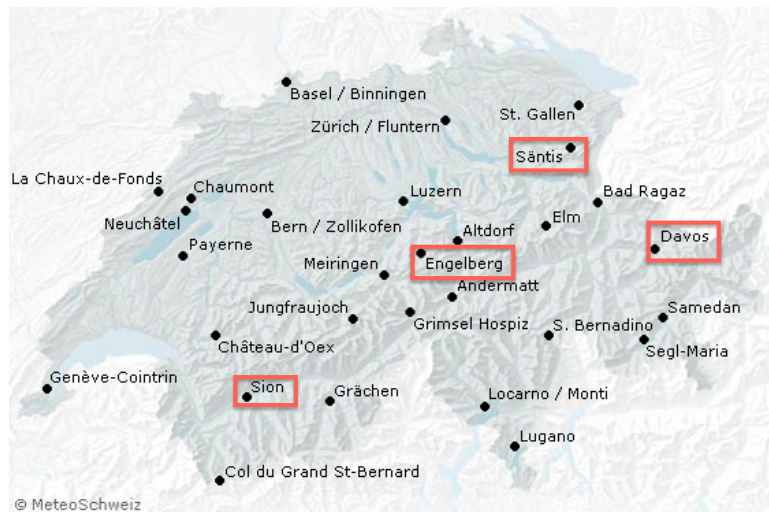 Basel / Binningen
St. Gallen
Zürich / Fluntern
Säntis
La Chaux-de-Fonds
Chaumont
Luzern
Bad Ragaz
Neuchâtel
Bern / Zollikofen
Altdorf
Elm
Davos
Payerne
Meiringen
Engelberg
Andermatt
Jungfraujoch
Grimsel Hospiz
S. Bernadino
Samedan
Château-d'Oex
Segl-Maria
Genève-Cointrin
Sion
Grächen
Locarno / Monti
Lugano
Col du Grand St-Bernard
© MeteoSchweiz